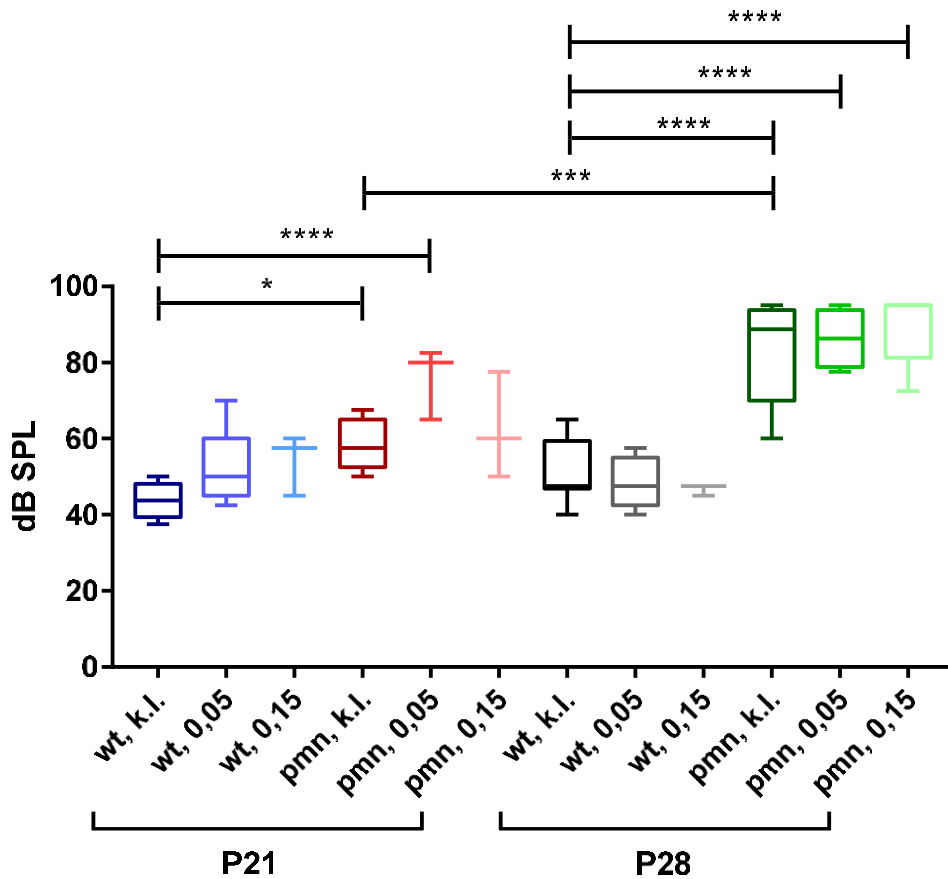 ****
****
****
***
****
*
100
80
60
40
20
0
dB SPL
wt, k.l.
wt, 0,05
wt, 0,15
pmn, k.l.
pmn, 0,05
pmn, 0,15
wt, k.l.
wt, 0,05
wt, 0,15
pmn, k.l.
pmn, 0,05
pmn, 0,15
P21
P28